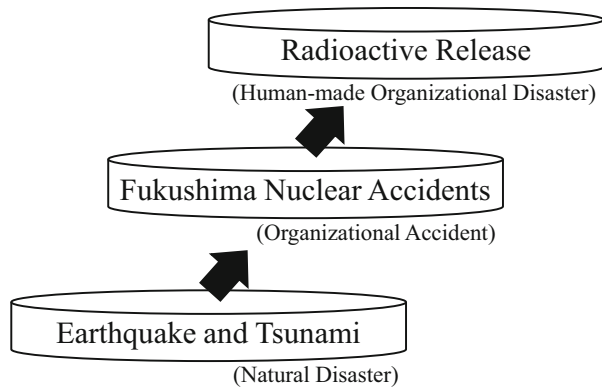 Radioactive Release
(Human-made Organizational Disaster)
Fukushima Nuclear Accidents
(Organizational Accident)
Earthquake and Tsunami
(Natural Disaster)